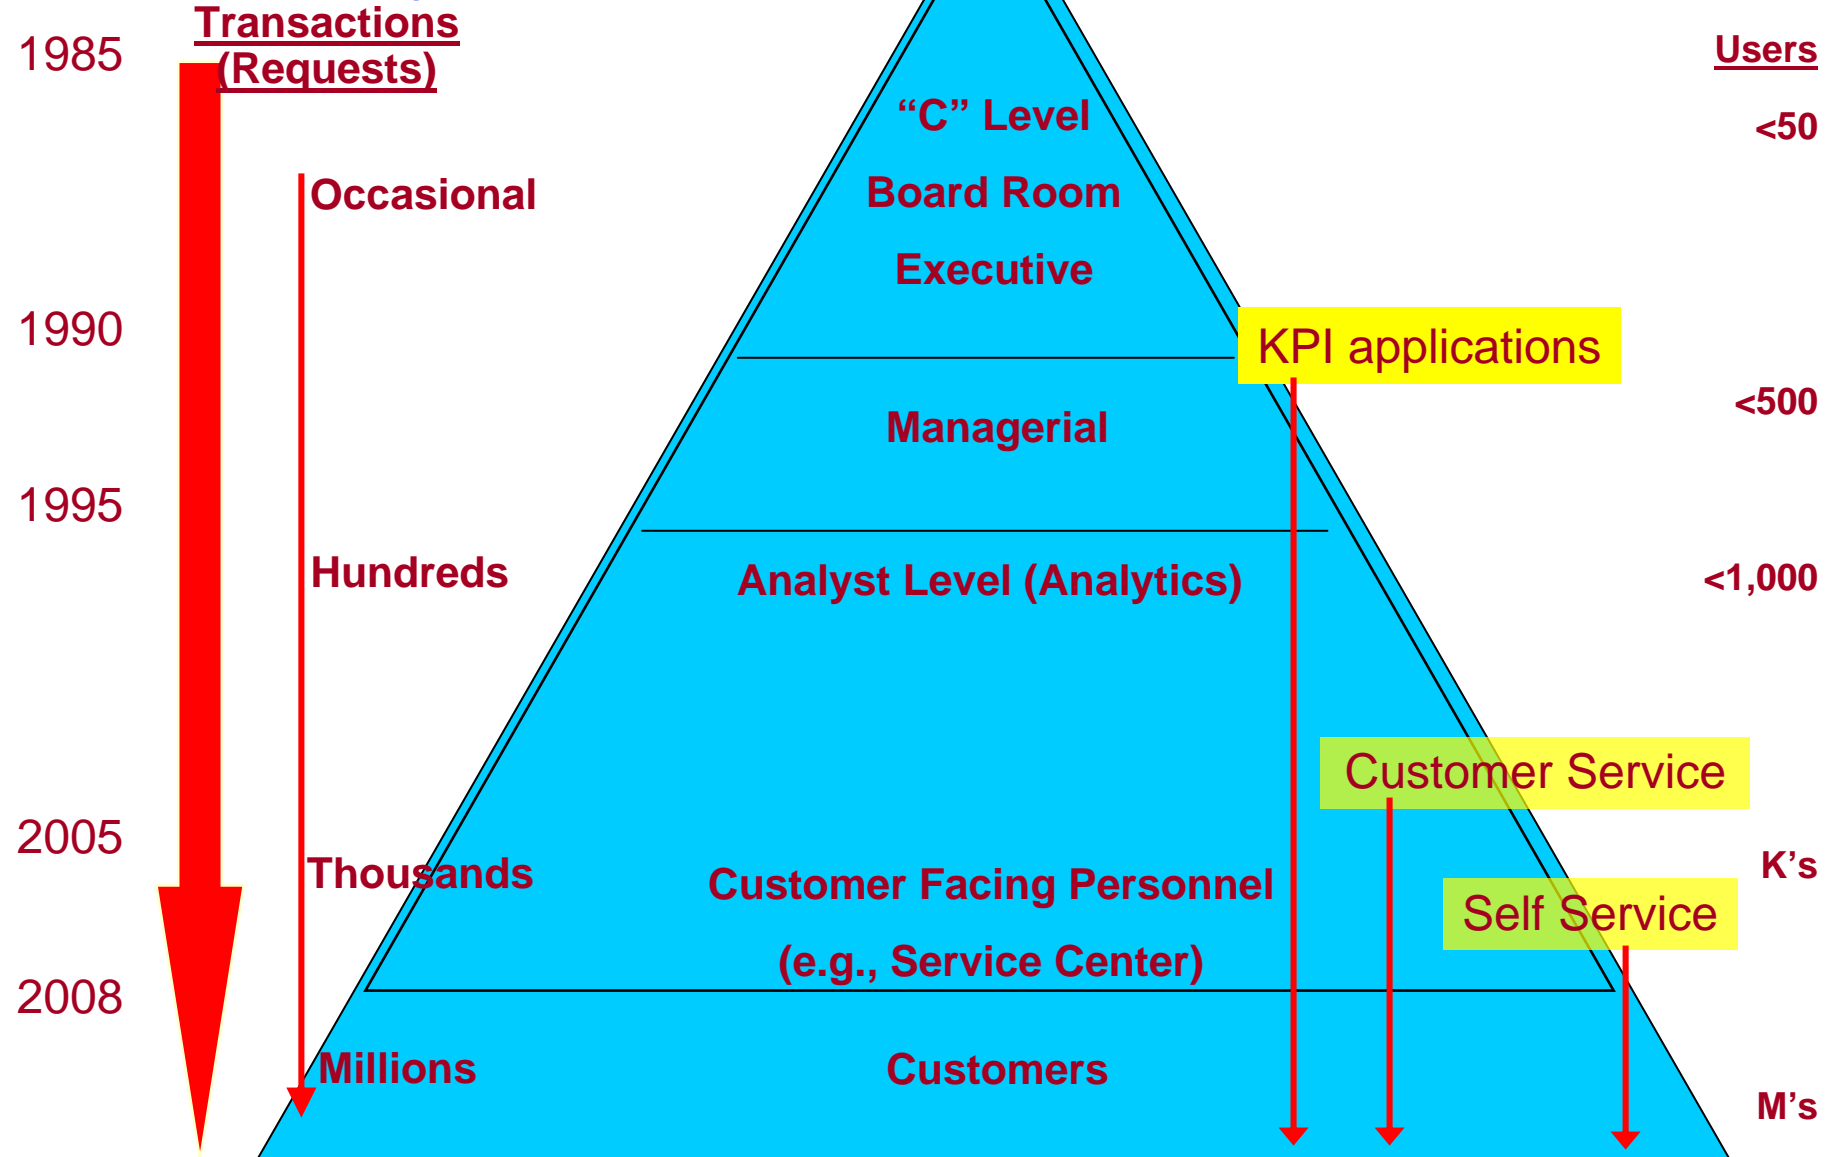 Transactions
(Requests)
1985
Users
“C” Level
<50
Occasional
Board Room
Executive
1990
KPI applications
<500
Managerial
1995
Hundreds
Analyst Level (Analytics)
<1,000
Customer Service
2005
Thousands
Customer Facing Personnel
K’s
Self Service
(e.g., Service Center)
2008
Millions
Customers
M’s